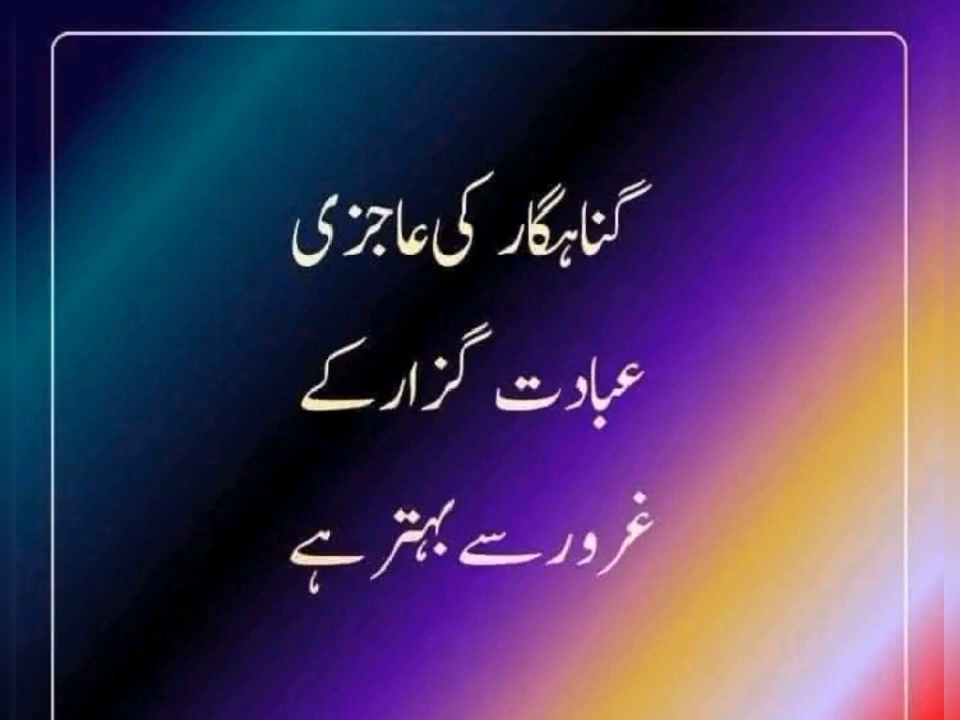 گناہگار کی عاجزی
عبادت گزار کے
غرور سے بہتر ہے